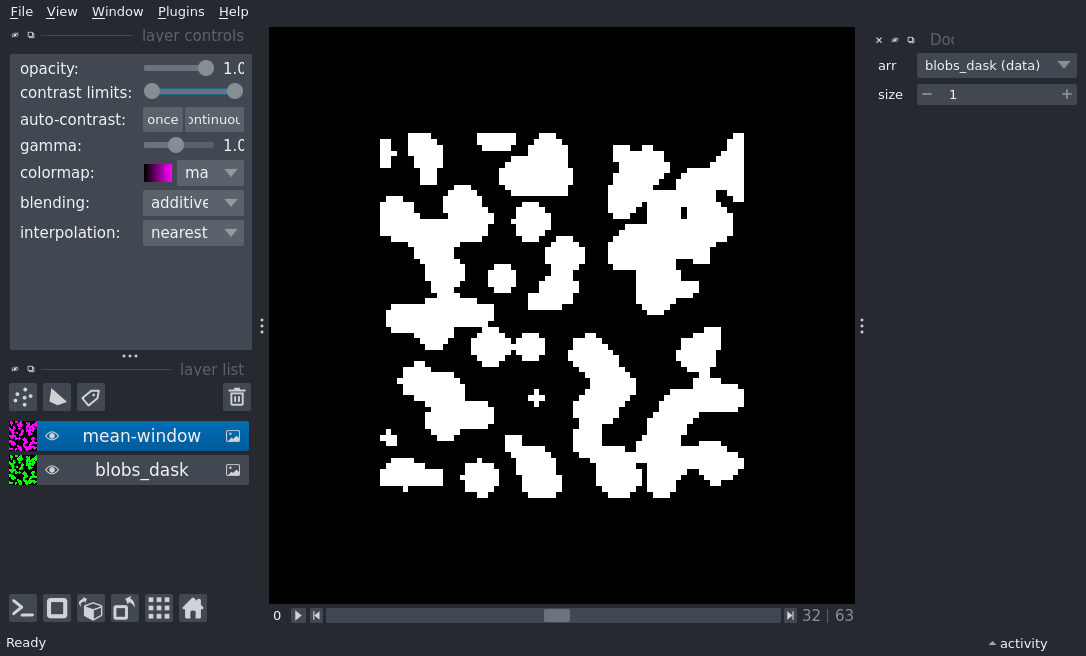 File View Window Plugins Help
layer controls
opacity: 1.0
contrast limits:
auto-contrast: once ontinuou
gamma: 1.0
colormap: ma
blending: additive
interpolation: nearest
layer list
mean-window
blobs_dask
Ready
0 32 | 63
Doc
arr blobs_dask (data)
size 1
activity